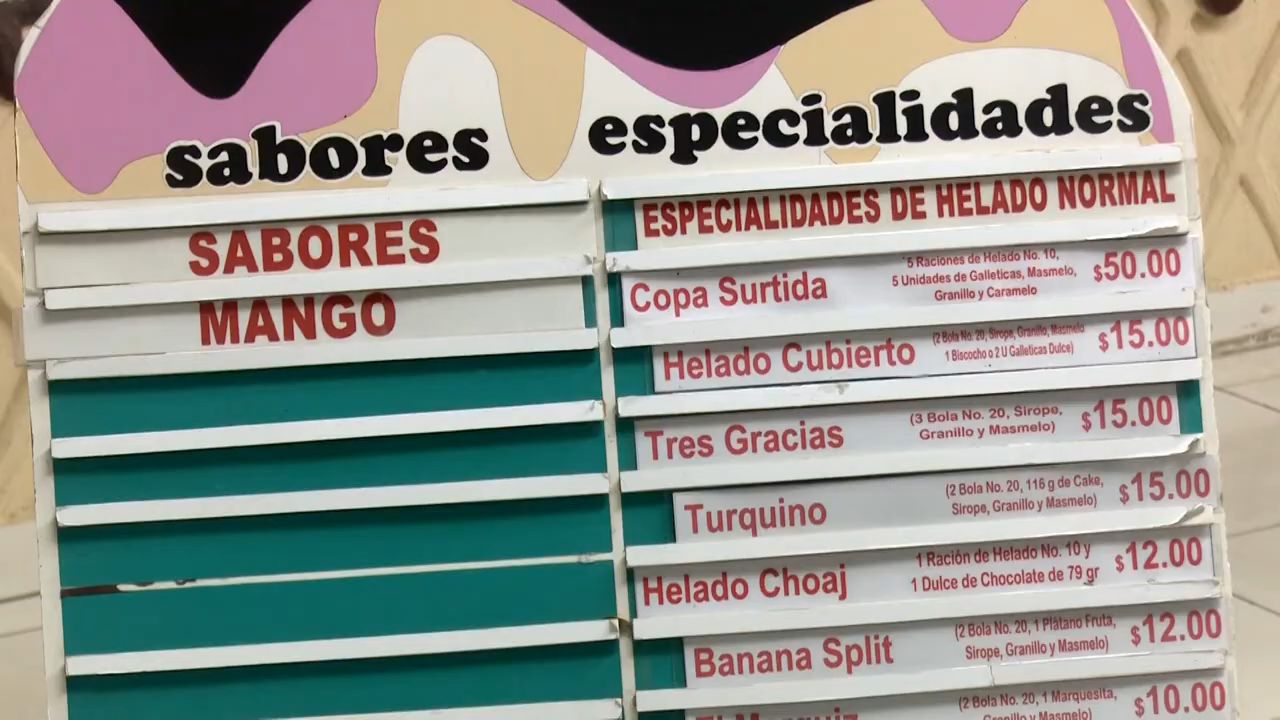 sabores
especialidades
SABORES
MANGO
ESPECIALIDADES DE HELADO NORMAL
Copa Surtida
5 Raciones de Helado No. 10,
5 Unidades de Galleticas, Masmelo,
Granillo y Caramelo
$50.00
Helado Cubierto
(2 Bola No. 20, Sirope, Granillo, Masmelo
1 Biscocho o 2 U Galleticas Dulce)
$15.00
Tres Gracias
(3 Bola No. 20, Sirope,
Granillo y Masmelo)
$15.00
Turquino
(2 Bola No. 20, 116 g de Cake,
Sirope, Granillo y Masmelo)
$15.00
Helado Choaj
1 Ración de Helado No. 10 y
1 Dulce de Chocolate de 79 gr
$12.00
Banana Split
(2 Bola No. 20, 1 Plátano Fruta,
Sirope, Granillo y Masmelo)
$12.00
(2 Bola No. 20, 1 Marquesita,
Granillo y Masmelo)
$10.00